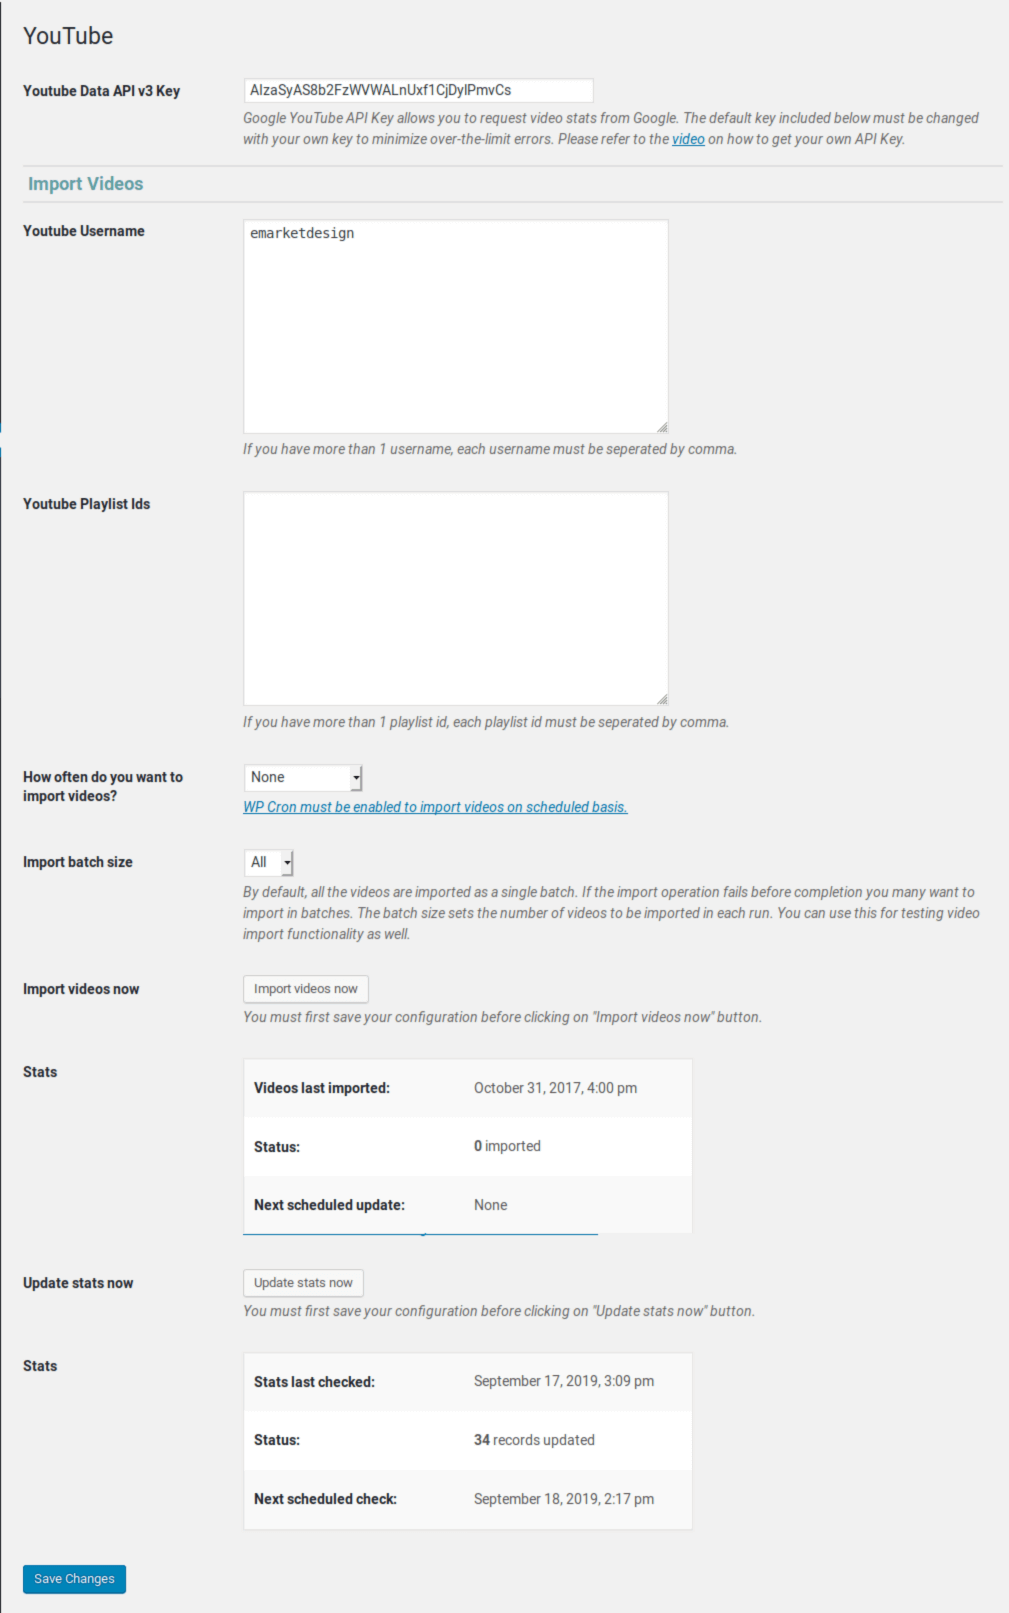 YouTube
Youtube Data API v3 Key
AIzaSyAS8b2FzWVWALnUxf1CjDylPmvCs
Google YouTube API Key allows you to request video stats from Google. The default key included below must be changed
with your own key to minimize over-the-limit errors. Please refer to the video on how to get your own API Key.
Import Videos
Youtube Username
emarketdesign
If you have more than 1 username, each username must be seperated by comma.
Youtube Playlist Ids
If you have more than 1 playlist id, each playlist id must be seperated by comma.
How often do you want to
import videos?
None
WP Cron must be enabled to import videos on scheduled basis.
Import batch size
All
By default, all the videos are imported as a single batch. If the import operation fails before completion you many want to
import in batches. The batch size sets the number of videos to be imported in each run. You can use this for testing video
import functionality as well.
Import videos now
Import videos now
You must first save your configuration before clicking on "Import videos now" button.
Stats
Videos last imported: October 31, 2017, 4:00 pm
Status: 0 imported
Next scheduled update: None
Update stats now
Update stats now
You must first save your configuration before clicking on "Update stats now" button.
Stats
Stats last checked: September 17, 2019, 3:09 pm
Status: 34 records updated
Next scheduled check: September 18, 2019, 2:17 pm
Save Changes